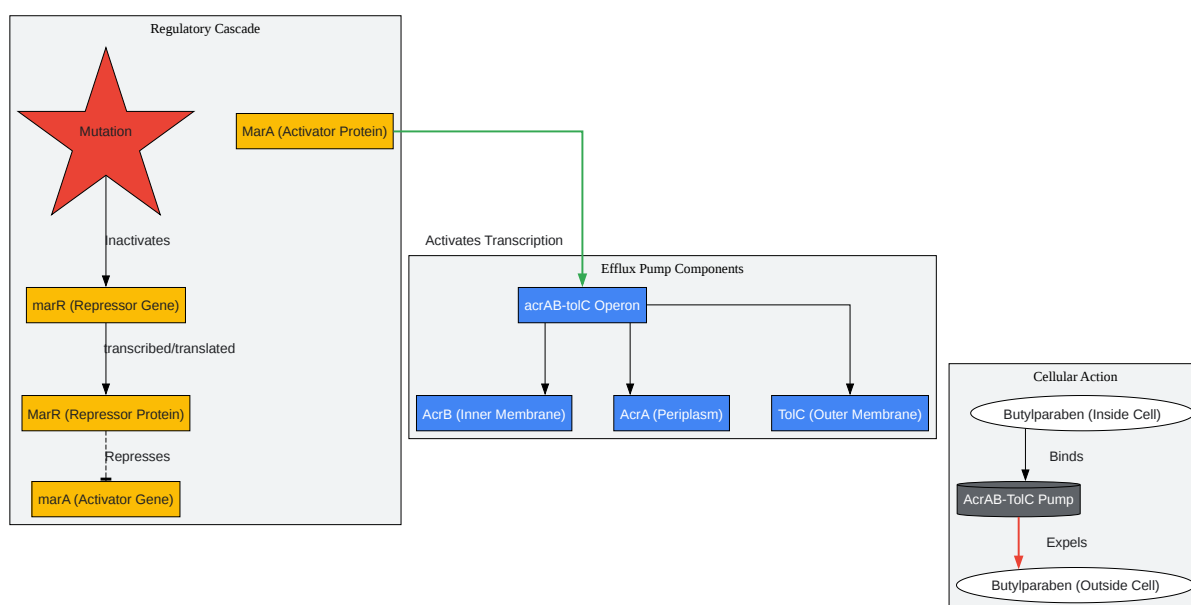 Regulatory Cascade
Mutation
MarA (Activator Protein)
Inactivates
Activates Transcription
Efflux Pump Components
marR (Repressor Gene)
acrAB-tolC Operon
transcribed/translated
MarR (Repressor Protein)
AcrB (Inner Membrane)
AcrA (Periplasm)
TolC (Outer Membrane)
Represses
marA (Activator Gene)
Cellular Action
Butylparaben (Inside Cell)
Binds
AcrAB-TolC Pump
Expels
Butylparaben (Outside Cell)